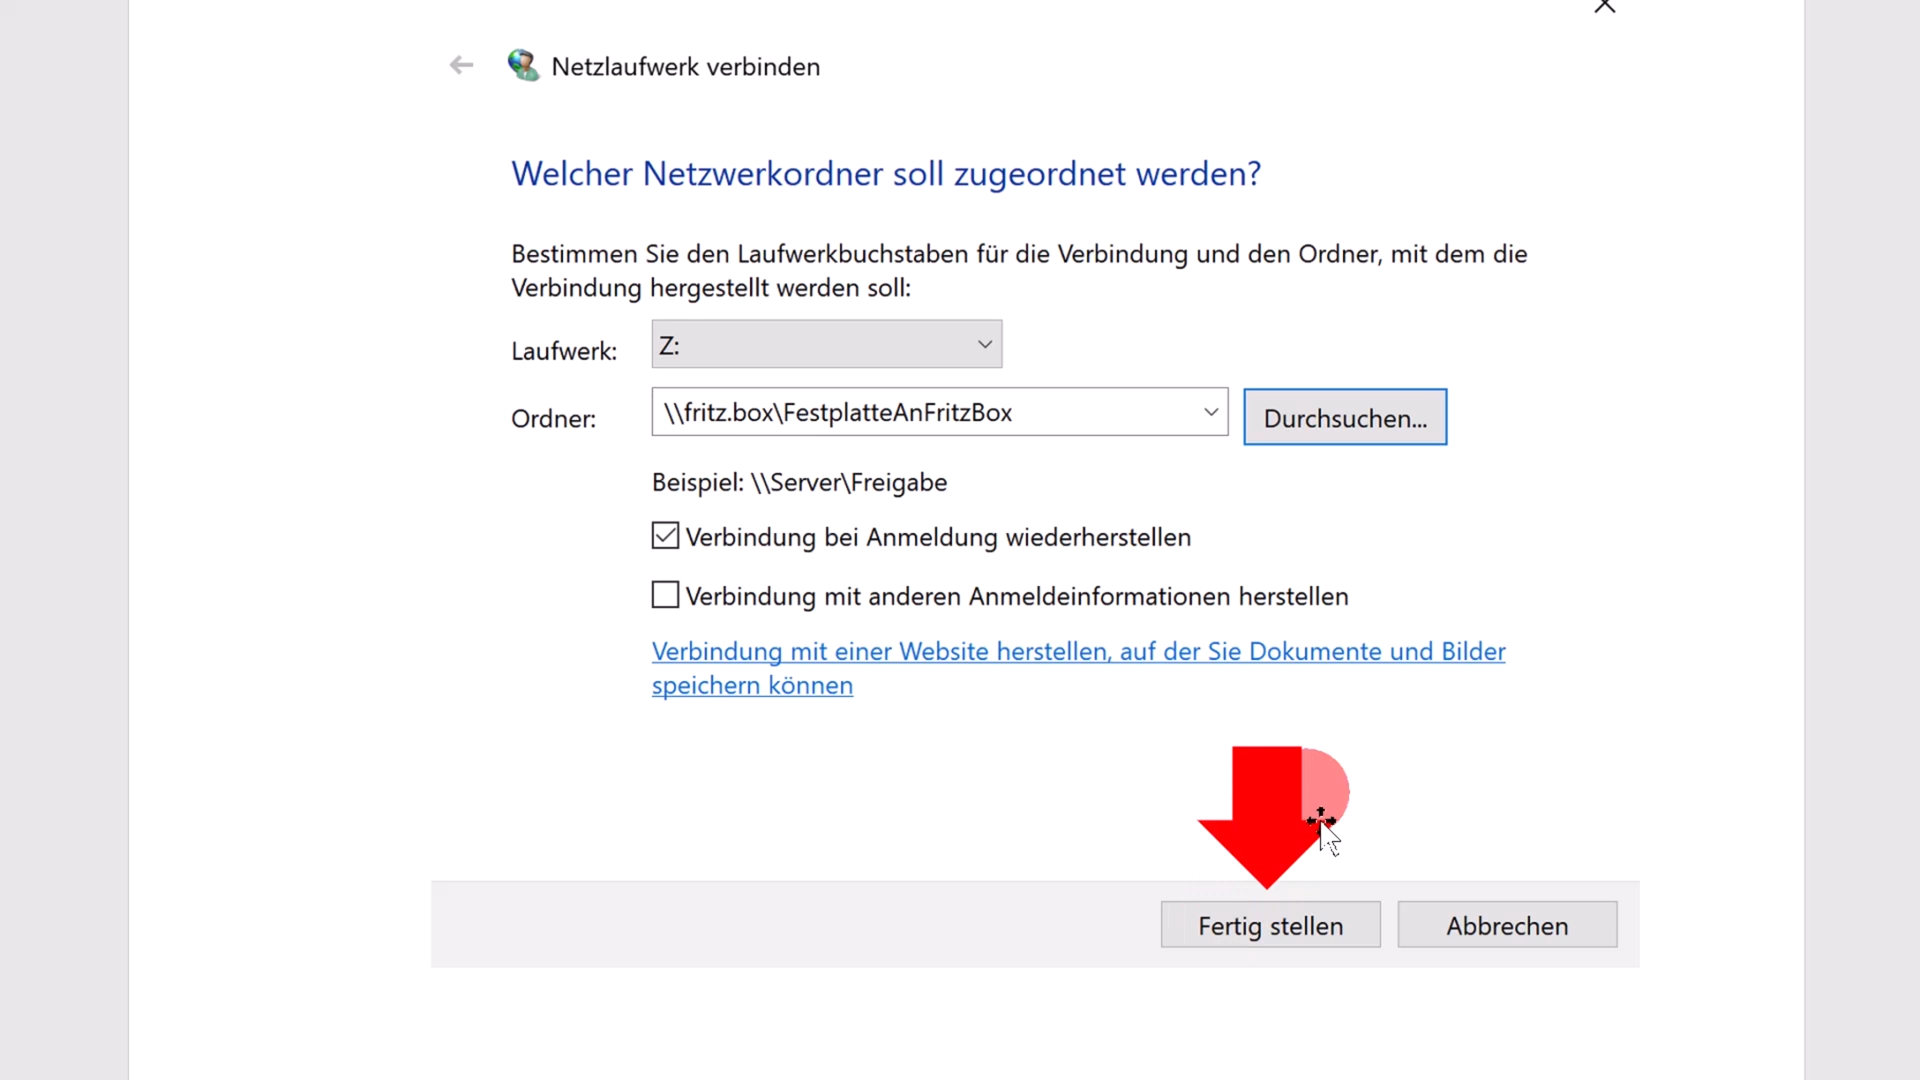 Netzlaufwerk verbinden
Welcher Netzwerkordner soll zugeordnet werden?
Bestimmen Sie den Laufwerkbuchstaben für die Verbindung und den Ordner, mit dem die
Verbindung hergestellt werden soll:
Laufwerk: Z:
Ordner: \\fritz.box\FestplatteAnFritzBox Durchsuchen...
Beispiel: \\Server\Freigabe
Verbindung bei Anmeldung wiederherstellen
Verbindung mit anderen Anmeldeinformationen herstellen
Verbindung mit einer Website herstellen, auf der Sie Dokumente und Bilder
speichern können
Fertig stellen Abbrechen